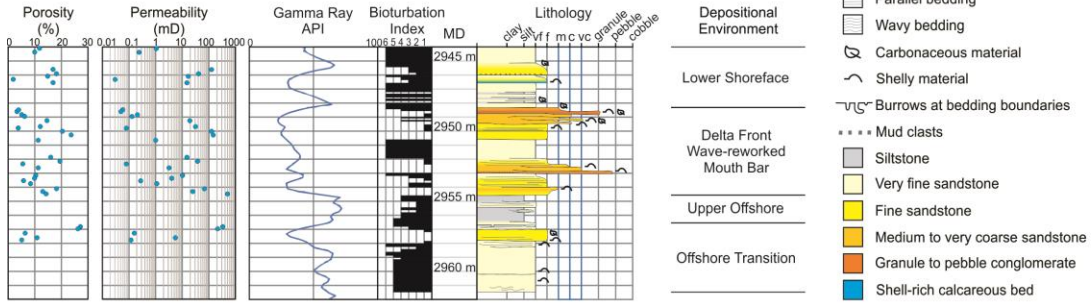 Porosity
(%)
0 10 20 30
Permeability
(mD)
0.01 0.1 1 10 100 1000
Gamma Ray
API
0 100
Bioturbation
Index
6 5 4 3 2 1
MD
2945 m
2950 m
2955 m
2960 m
Lithology
clay
silt
vf
f
m
c
vc
granule
pebble
cobble
Depositional
Environment
Lower Shoreface
Delta Front
Wave-reworked
Mouth Bar
Upper Offshore
Offshore Transition
Parallel bedding
Wavy bedding
Carbonaceous material
Shelly material
Burrows at bedding boundaries
Mud clasts
Siltstone
Very fine sandstone
Fine sandstone
Medium to very coarse sandstone
Granule to pebble conglomerate
Shell-rich calcareous bed